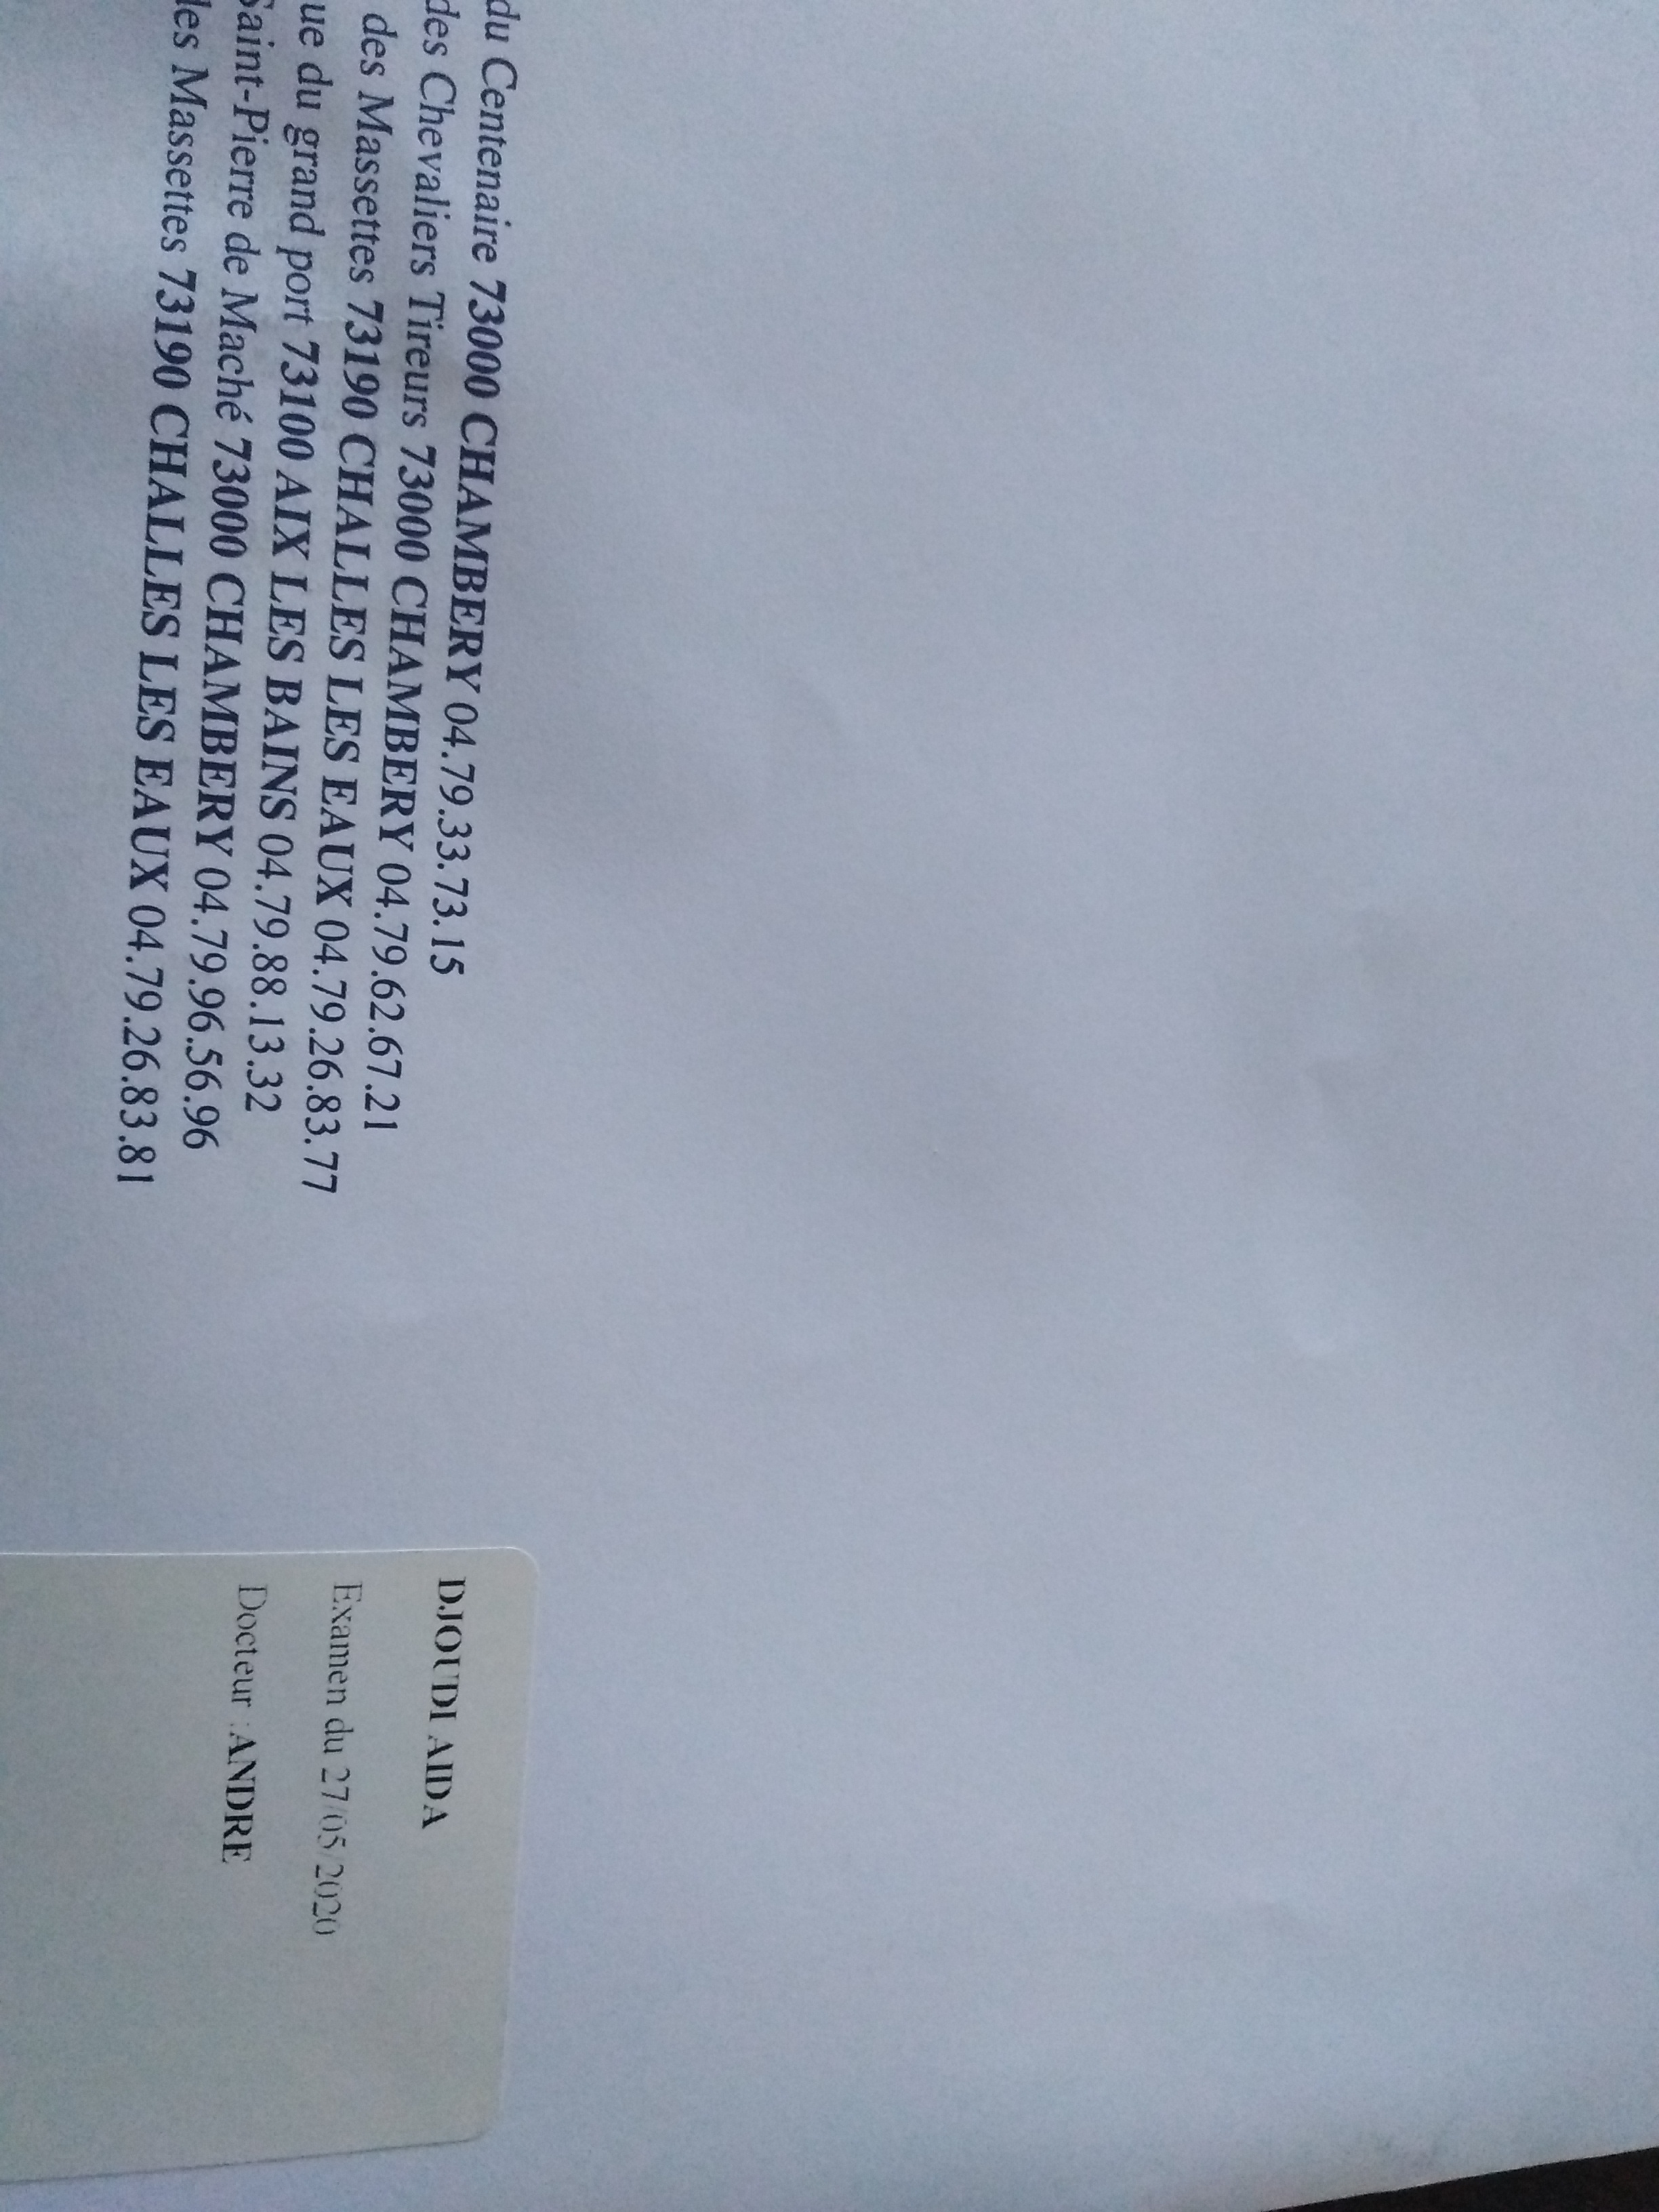 du Centenaire 73000 CHAMBERY 04.79.33.73.15
des Chevaliers Tireurs 73000 CHAMBERY 04.79.62.67.21
des Massettes 73190 CHALLES LES EAUX 04.79.26.83.77
ue du grand port 73100 AIX LES BAINS 04.79.88.13.32
Saint-Pierre de Maché 73000 CHAMBERY 04.79.96.56.96
des Massettes 73190 CHALLES LES EAUX 04.79.26.83.81
DJOUDI AIDA
Examen du 27/05/2020
Docteur : ANDRE